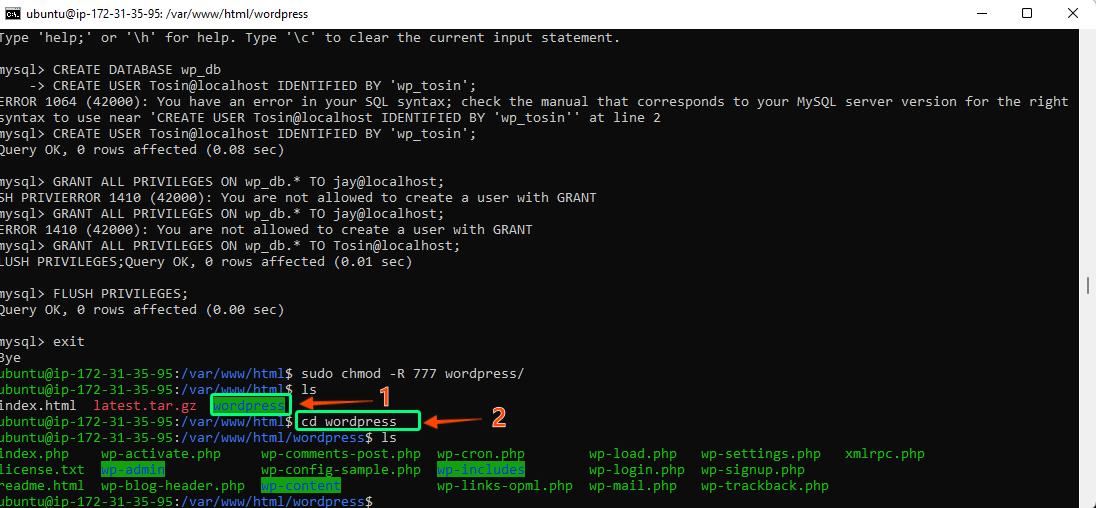 ubuntu@ip-172-31-35-95: /var/www/html/wordpress
Type 'help;' or '\h' for help. Type '\c' to clear the current input statement.
mysql> CREATE DATABASE wp_db
-> CREATE USER Tosin@localhost IDENTIFIED BY 'wp_tosin';
ERROR 1064 (42000): You have an error in your SQL syntax; check the manual that corresponds to your MySQL server version for the right
syntax to use near 'CREATE USER Tosin@localhost IDENTIFIED BY 'wp_tosin'' at line 2
mysql> CREATE USER Tosin@localhost IDENTIFIED BY 'wp_tosin';
Query OK, 0 rows affected (0.08 sec)
mysql> GRANT ALL PRIVILEGES ON wp_db.* TO jay@localhost;
SH PRIVIERROR 1410 (42000): You are not allowed to create a user with GRANT
mysql> GRANT ALL PRIVILEGES ON wp_db.* TO jay@localhost;
ERROR 1410 (42000): You are not allowed to create a user with GRANT
mysql> GRANT ALL PRIVILEGES ON wp_db.* TO Tosin@localhost;
LUSH PRIVILEGES;Query OK, 0 rows affected (0.01 sec)
mysql> FLUSH PRIVILEGES;
Query OK, 0 rows affected (0.00 sec)
mysql> exit
Bye
ubuntu@ip-172-31-35-95:/var/www/html$ sudo chmod -R 777 wordpress/
ubuntu@ip-172-31-35-95:/var/www/html$ ls
index.html latest.tar.gz wordpress 1
ubuntu@ip-172-31-35-95:/var/www/html$ cd wordpress 2
ubuntu@ip-172-31-35-95:/var/www/html/wordpress$ ls
index.php wp-activate.php wp-comments-post.php wp-cron.php wp-load.php wp-settings.php xmlrpc.php
license.txt wp-admin wp-config-sample.php wp-includes wp-login.php wp-signup.php
readme.html wp-blog-header.php wp-content wp-links-opml.php wp-mail.php wp-trackback.php
ubuntu@ip-172-31-35-95:/var/www/html/wordpress$